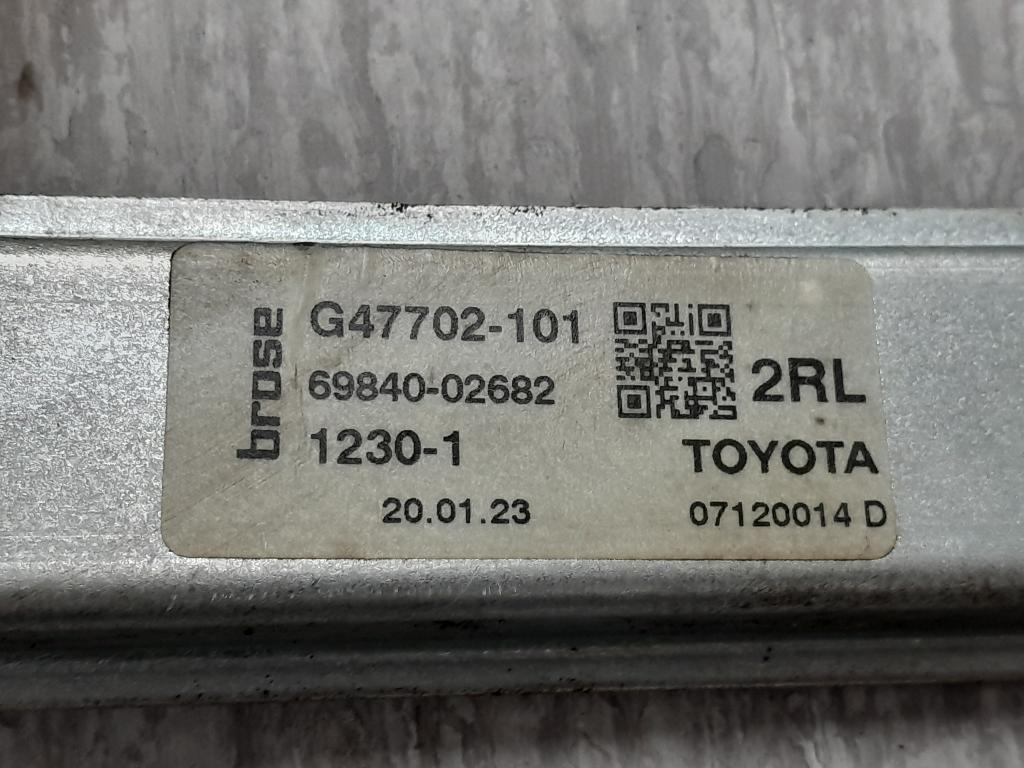 brose
G47702-101
69840-02682
1230-1
20.01.23
2RL
TOYOTA
07120014 D